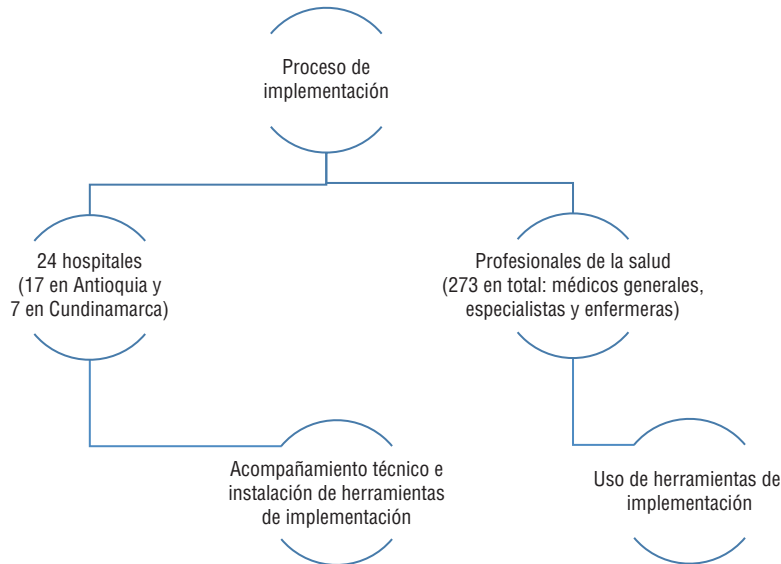 Proceso de
implementación
24 hospitales
(17 en Antioquia y
7 en Cundinamarca)
Profesionales de la salud
(273 en total: médicos generales,
especialistas y enfermeras)
Acompañamiento técnico e
instalación de herramientas
de implementación
Uso de herramientas de
implementación